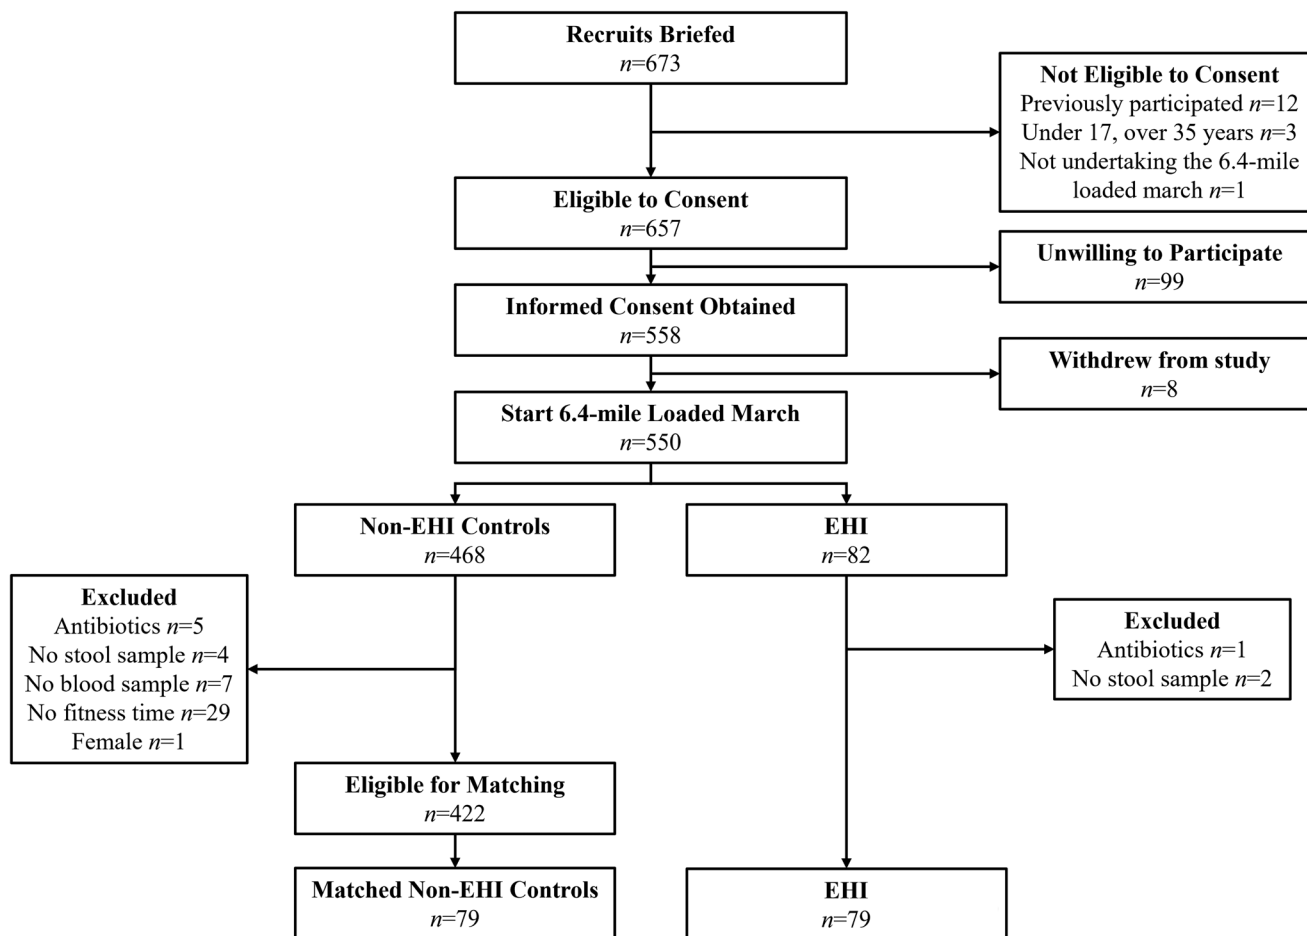 Recruits Briefed
n=673
Not Eligible to Consent
Previously participated n=12
Under 17, over 35 years n=3
Not undertaking the 6.4-mile
loaded march n=1
Eligible to Consent
n=657
Unwilling to Participate
n=99
Informed Consent Obtained
n=558
Withdrew from study
n=8
Start 6.4-mile Loaded March
n=550
Non-EHI Controls
n=468
EHI
n=82
Excluded
Antibiotics n=5
No stool sample n=4
No blood sample n=7
No fitness time n=29
Female n=1
Excluded
Antibiotics n=1
No stool sample n=2
Eligible for Matching
n=422
Matched Non-EHI Controls
n=79
EHI
n=79